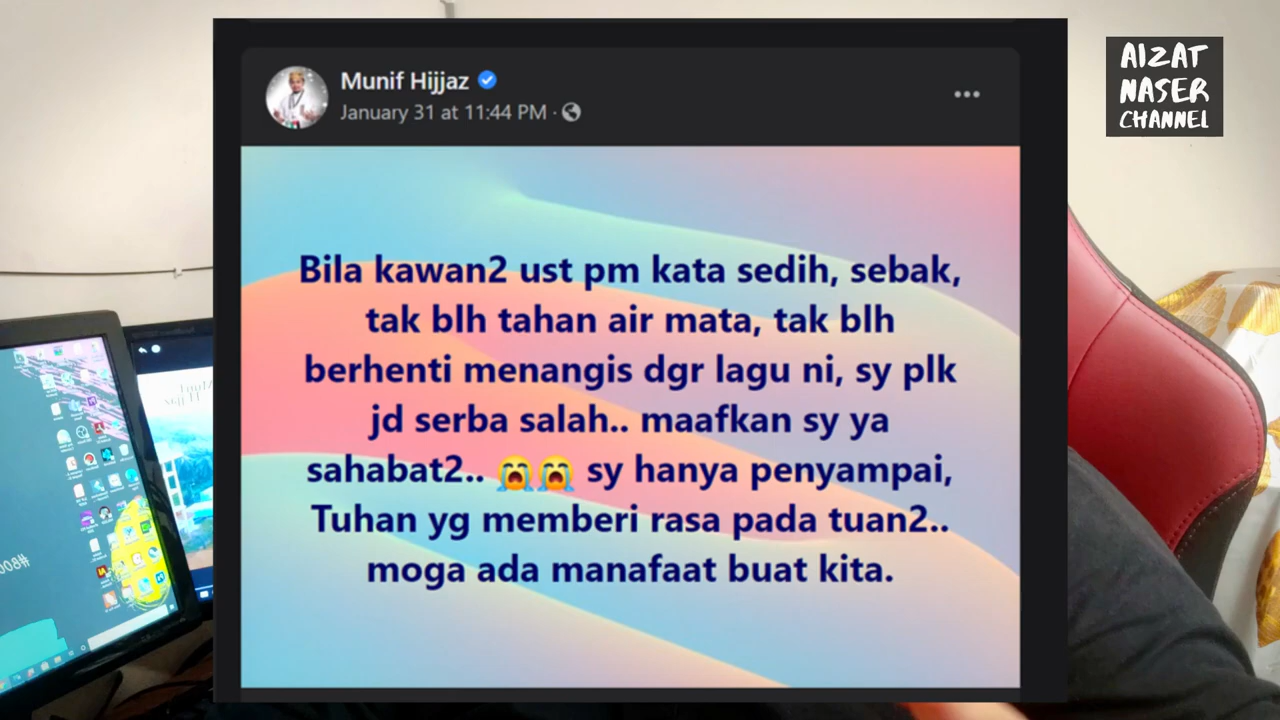 AIZAT
NASER
CHANNEL
Munif Hijjaz
January 31 at 11:44 PM ·
Bila kawan2 ust pm kata sedih, sebak,
tak blh tahan air mata, tak blh
berhenti menangis dgr lagu ni, sy plk
jd serba salah.. maafkan sy ya
sahabat2.. 😭😭 sy hanya penyampai,
Tuhan yg memberi rasa pada tuan2..
moga ada manafaat buat kita.